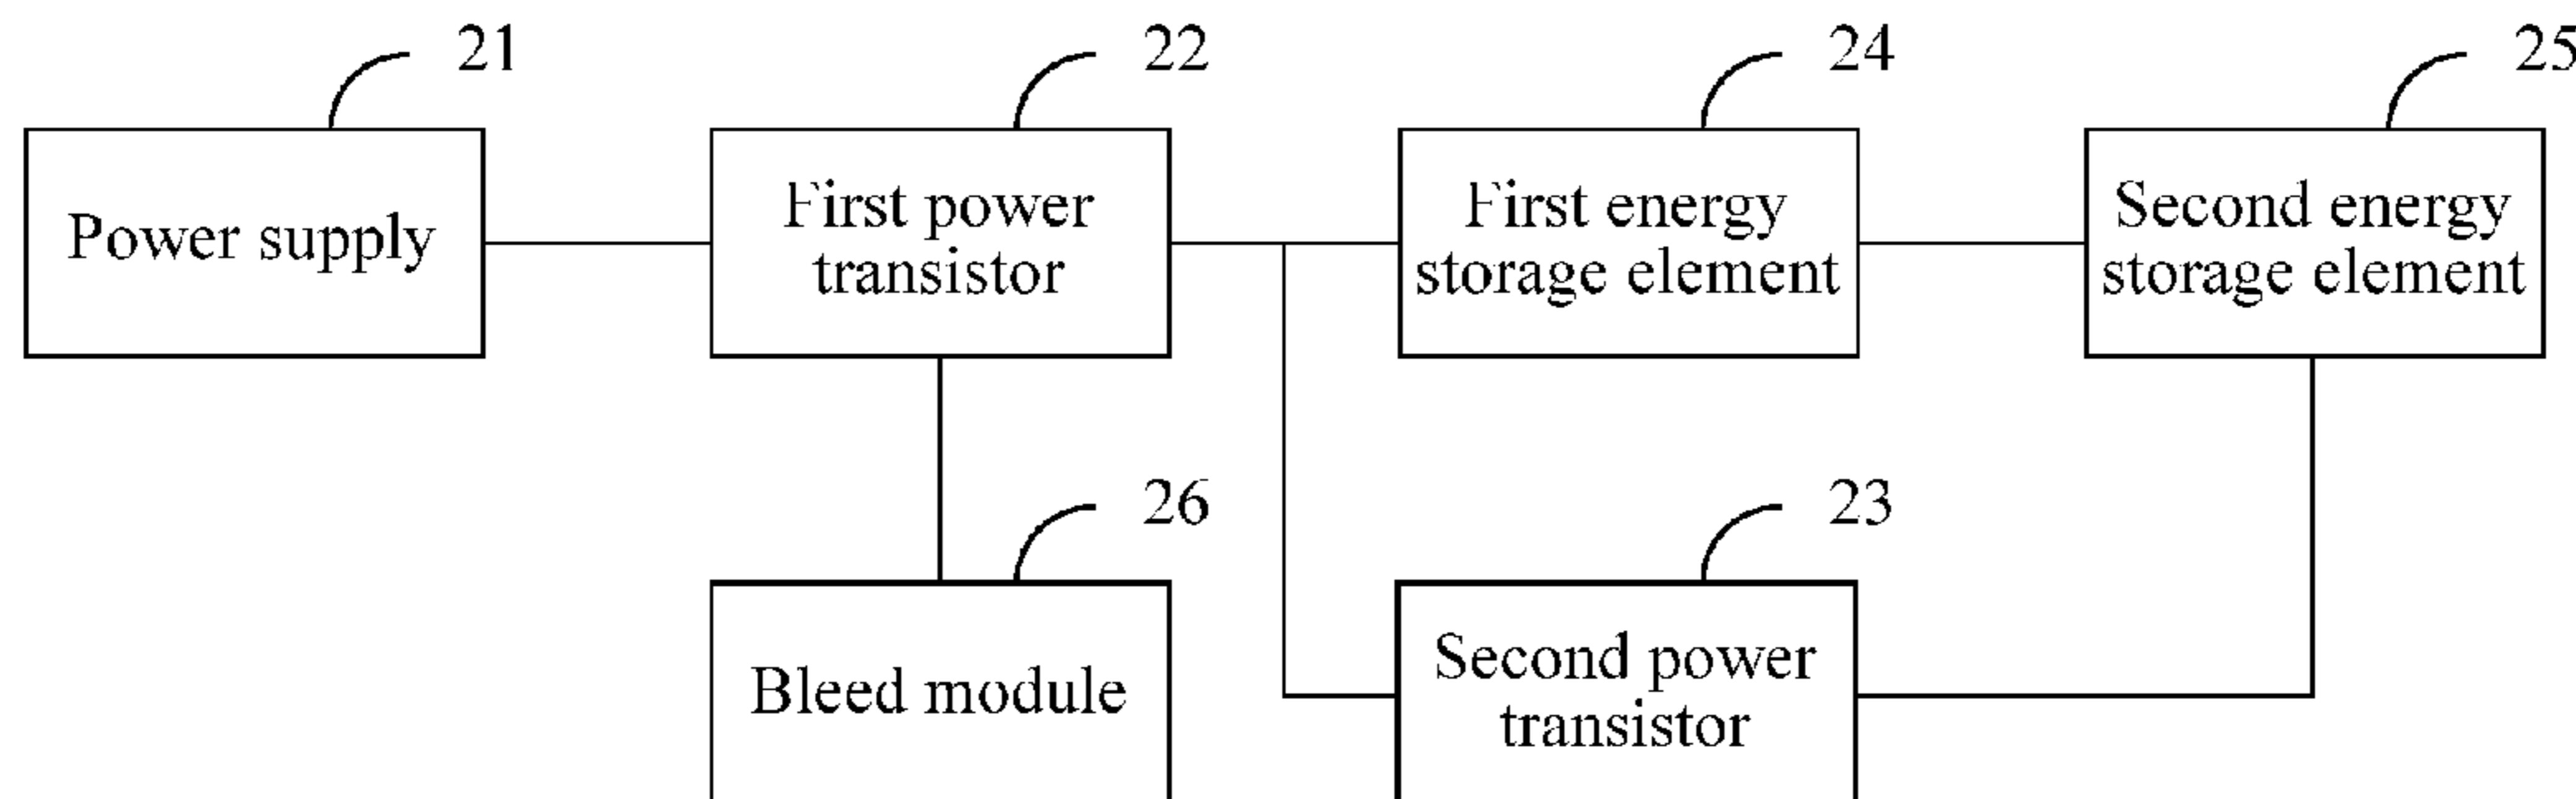 21
22
24
25
Power supply
First power
transistor
First energy
storage element
Second energy
storage element
26
23
Bleed module
Second power
transistor